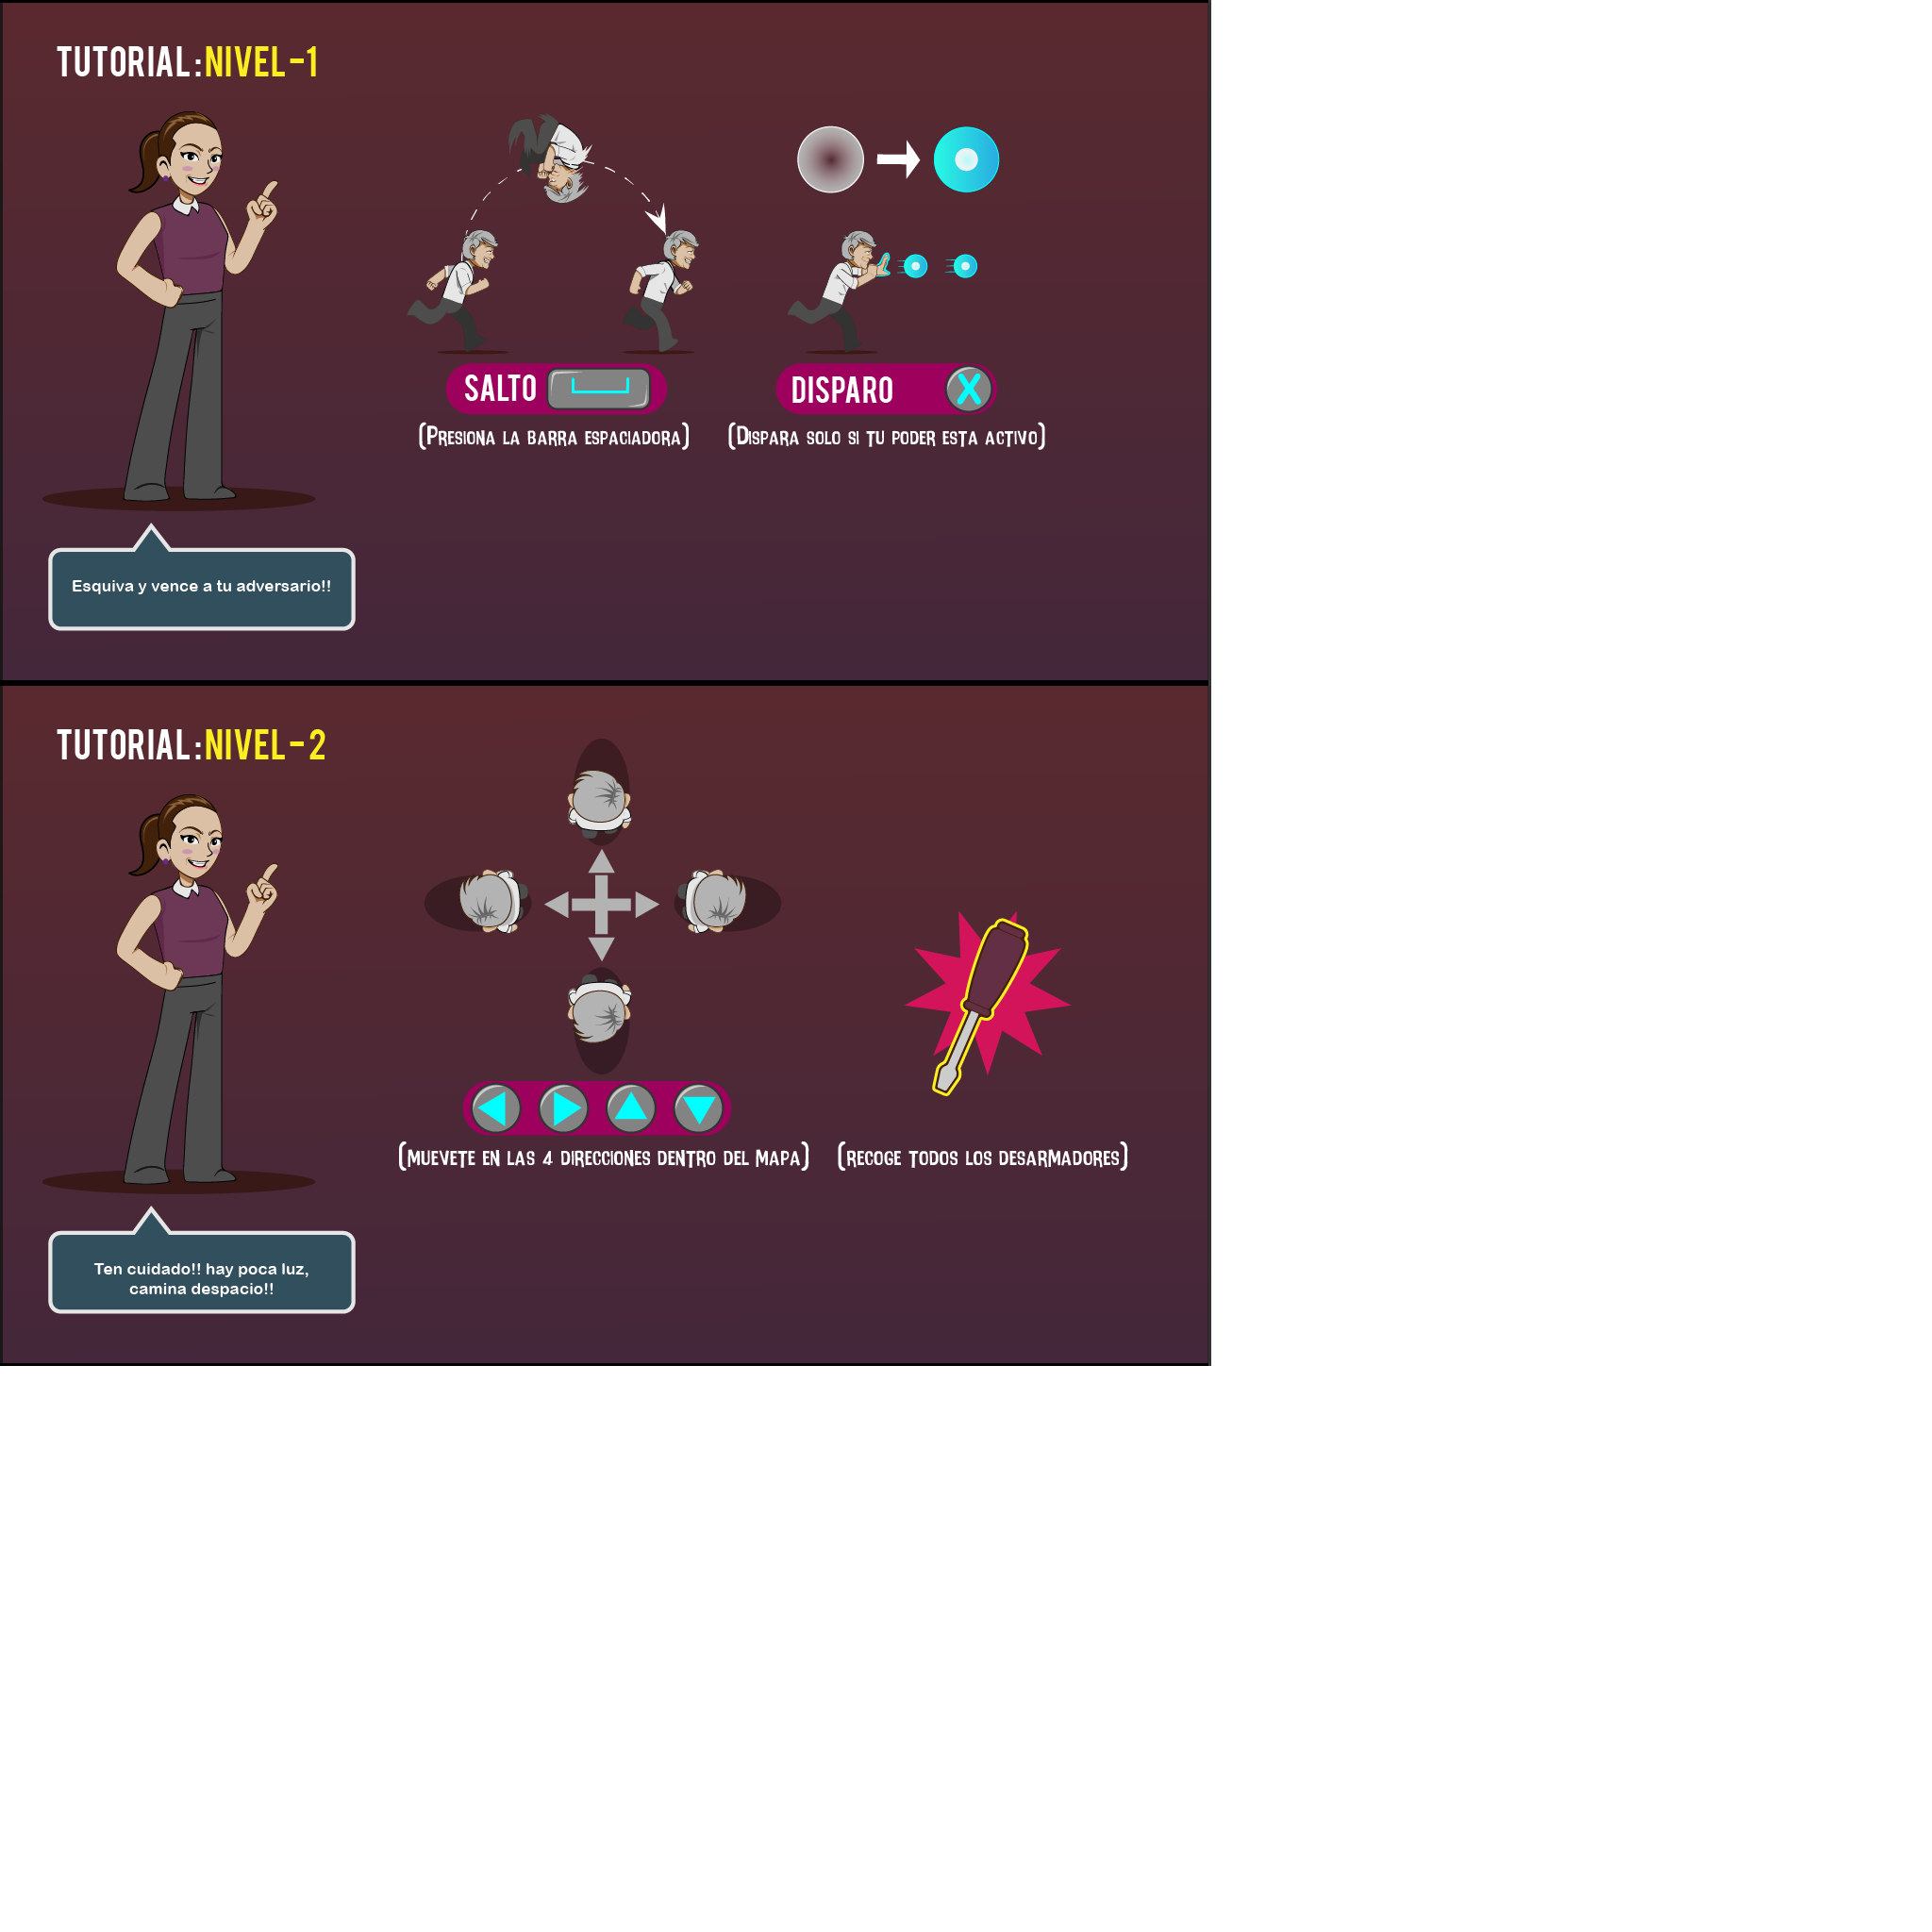 TUTORIAL:NIVEL-1
SALTO
DISPARO X
(Presiona la barra espaciadora)
(Dispara solo si tu poder esta activo)
Esquiva y vence a tu adversario!!
TUTORIAL:NIVEL-2
(MUEVETE EN LAS 4 DIRECCIONES DENTRO DEL MAPA)
(RECOGE TODOS LOS DESARMADORES)
Ten cuidado!! hay poca luz,
camina despacio!!